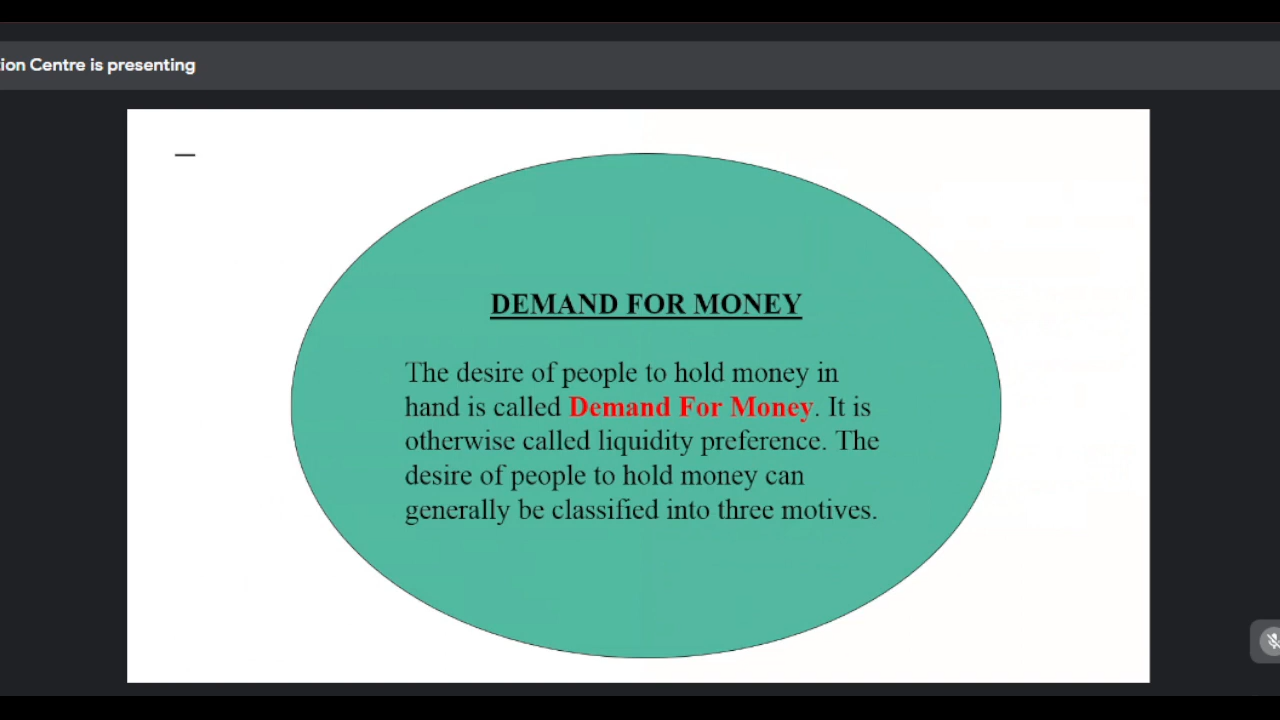 ion Centre is presenting
DEMAND FOR MONEY
The desire of people to hold money in
hand is called Demand For Money. It is
otherwise called liquidity preference. The
desire of people to hold money can
generally be classified into three motives.